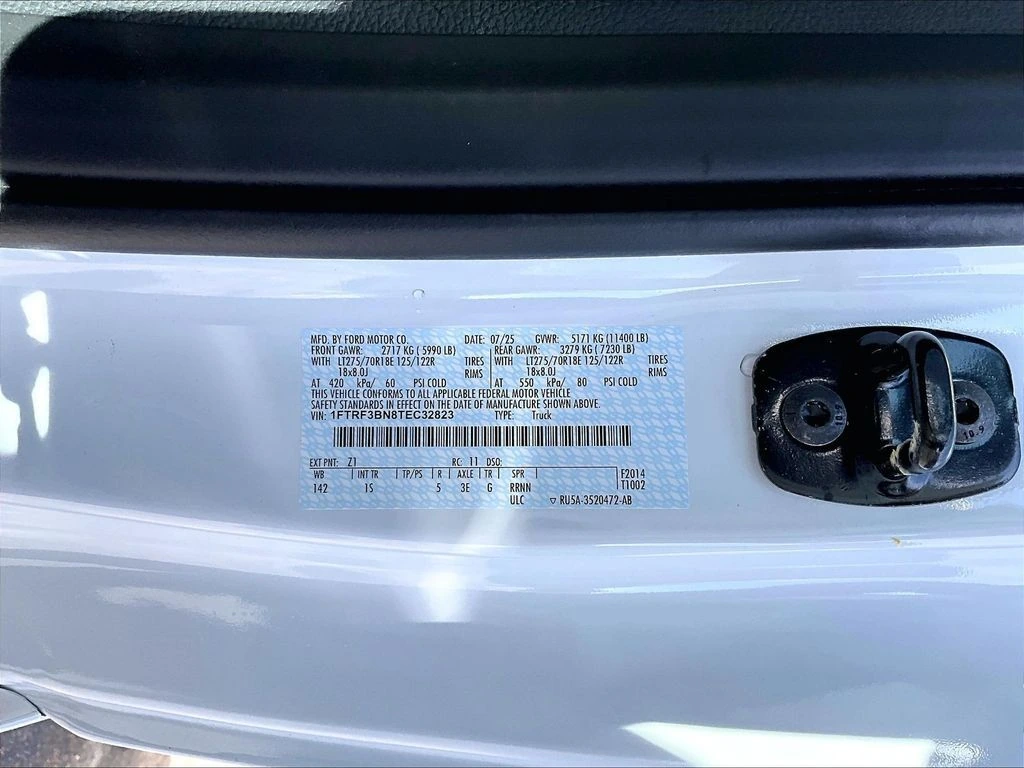 MFD. BY FORD MOTOR CO. DATE: 07/25 GVWR: 5171 KG (11400 LB)
FRONT GAWR: 2717 KG ( 5990 LB) REAR GAWR: 3279 KG ( 7230 LB)
WITH LT275/70R18E 125/122R TIRES WITH LT275/70R18E 125/122R TIRES
18x8.0J RIMS 18x8.0J RIMS
AT 420 kPa/ 60 PSI COLD AT 550 kPa/ 80 PSI COLD
THIS VEHICLE CONFORMS TO ALL APPLICABLE FEDERAL MOTOR VEHICLE
SAFETY STANDARDS IN EFFECT ON THE DATE OF MANUFACTURE SHOWN ABOVE.
VIN: 1FTRF3BN8TEC32823 TYPE: Truck
EXT PNT: Z1 RC: 11 DSO:
WB INT TR TP/PS R AXLE TR SPR F2014
142 1S 5 3E G RRNN T1002
ULC ▽ RU5A-3520472-AB
10.9